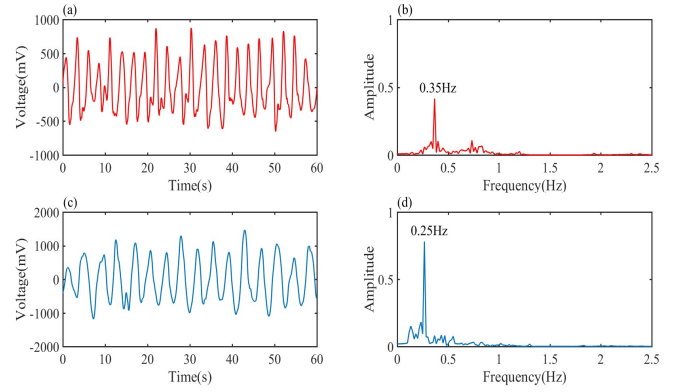 (a)
1000
500
0
-500
-1000
Voltage(mV)
0 10 20 30 40 50 60
Time(s)
(b)
1
0.5
0
Amplitude
0.35Hz
0 0.5 1 1.5 2 2.5
Frequency(Hz)
(c)
2000
1000
0
-1000
-2000
Voltage(mV)
0 10 20 30 40 50 60
Time(s)
(d)
1
0.5
0
Amplitude
0.25Hz
0 0.5 1 1.5 2 2.5
Frequency(Hz)